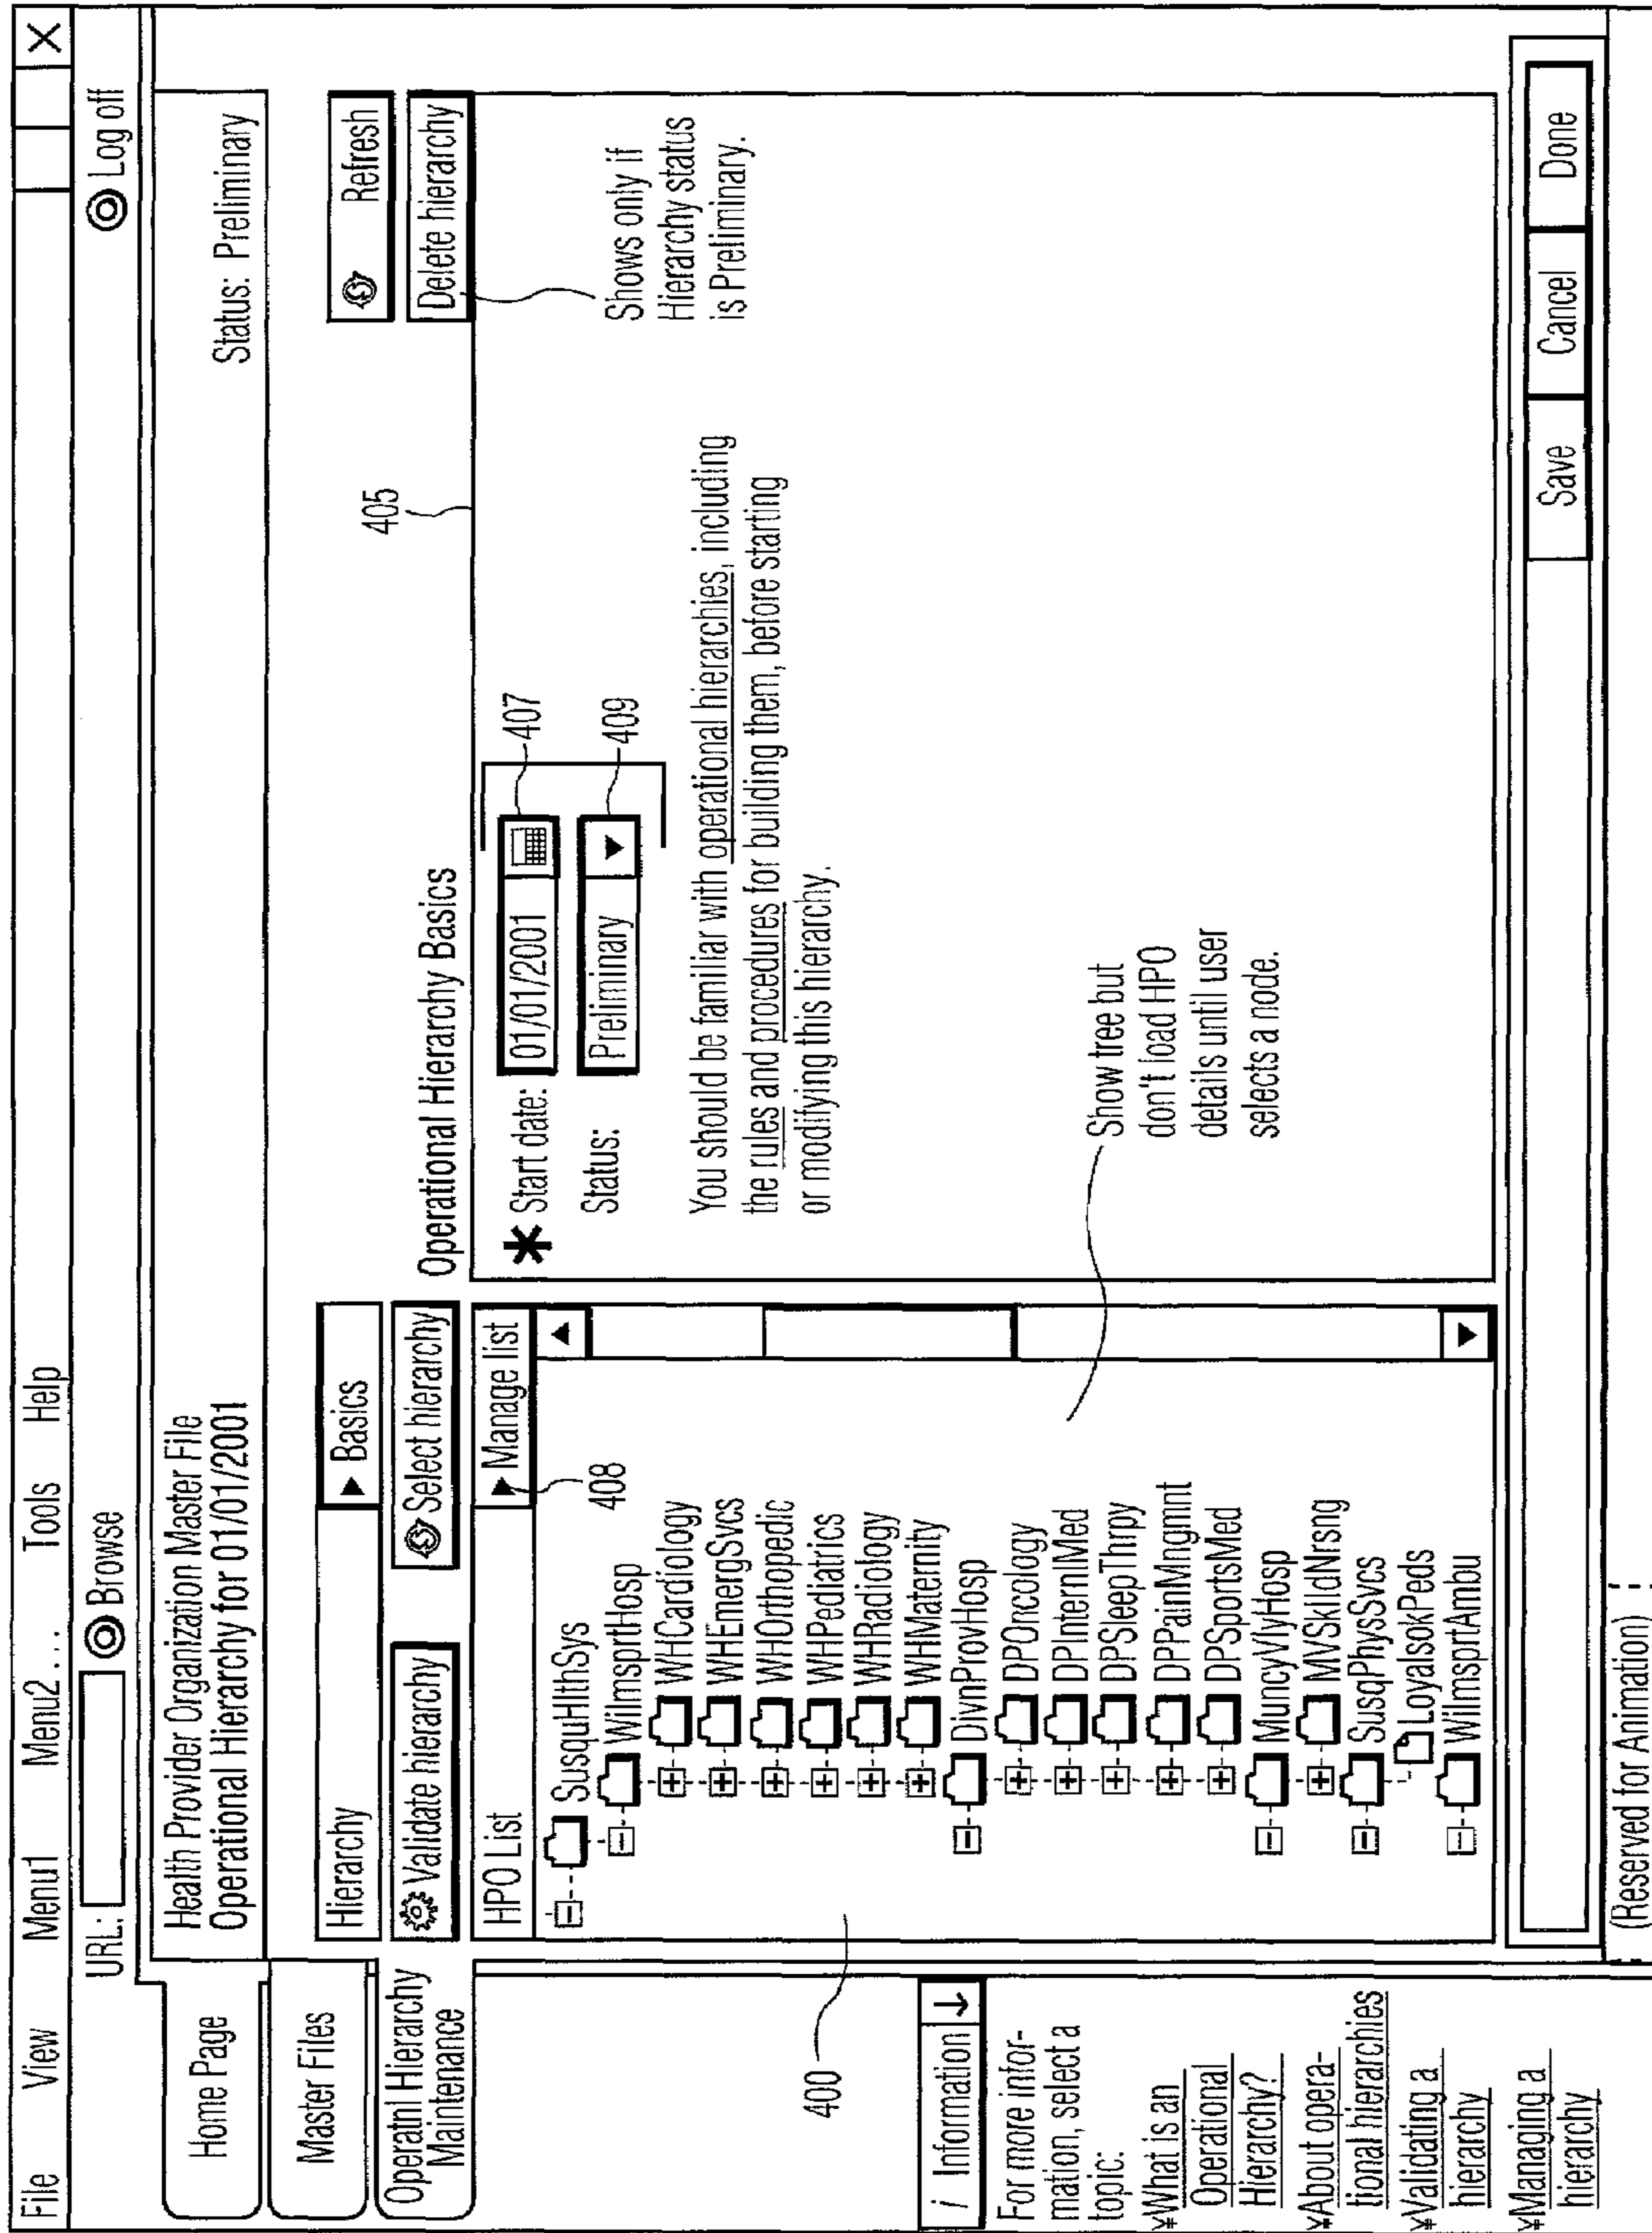 File View Menu1 Menu2... Tools Help X
URL: Browse Log off
Home Page
Master Files
Operatnl Hierarchy
Maintenance
i Information ↓
For more infor-
mation, select a
topic:
¥What is an
Operational
Hierarchy?
¥About opera-
tional hierarchies
¥Validating a
hierarchy
¥Managing a
hierarchy
Health Provider Organization Master File
Operational Hierarchy for 01/01/2001
Status: Preliminary
Hierarchy ▶ Basics
Validate hierarchy Select hierarchy
HPO List ▶ Manage list
408
SusquHlthSys
WilmsprtHosp
WHCardiology
WHEmergSvcs
WHOrthopedic
WHPediatrics
WHRadiology
WHMaternity
DivnProvHosp
DPOncology
DPInternlMed
DPSleepThrpy
DPPainMngmnt
DPSportsMed
MuncyVlyHosp
MVSkildNrsng
SusqPhysSvcs
LoyalsokPeds
WilmsprtAmbu
400
Refresh
Operational Hierarchy Basics
405
Delete hierarchy
* Start date: 01/01/2001
407
Status: Preliminary
409
Shows only if
Hierarchy status
is Preliminary.
You should be familiar with operational hierarchies, including
the rules and procedures for building them, before starting
or modifying this hierarchy.
Show tree but
don't load HPO
details until user
selects a node.
Save Cancel Done
(Reserved for Animation)